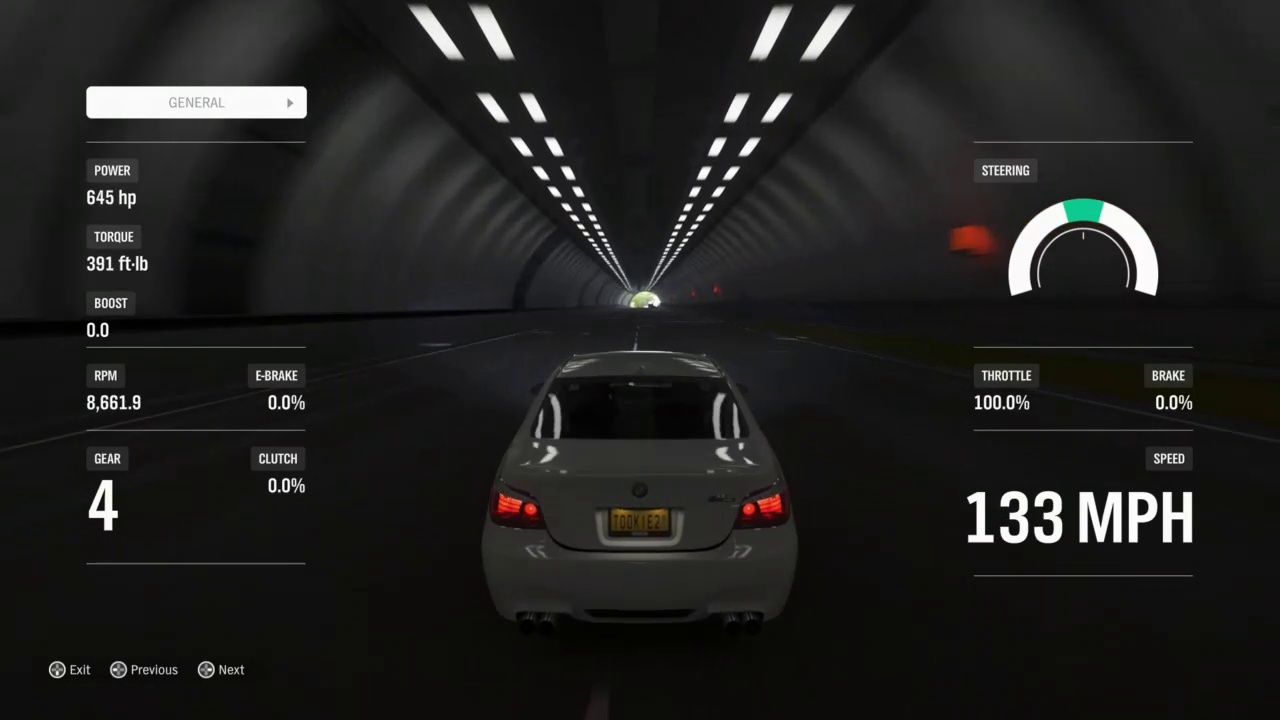 GENERAL
POWER
645 hp
TORQUE
391 ft·lb
BOOST
0.0
RPM
E-BRAKE
8,661.9
0.0%
GEAR
CLUTCH
4
0.0%
STEERING
THROTTLE
BRAKE
100.0%
0.0%
SPEED
133 MPH
TOOKIE2
Exit
Previous
Next